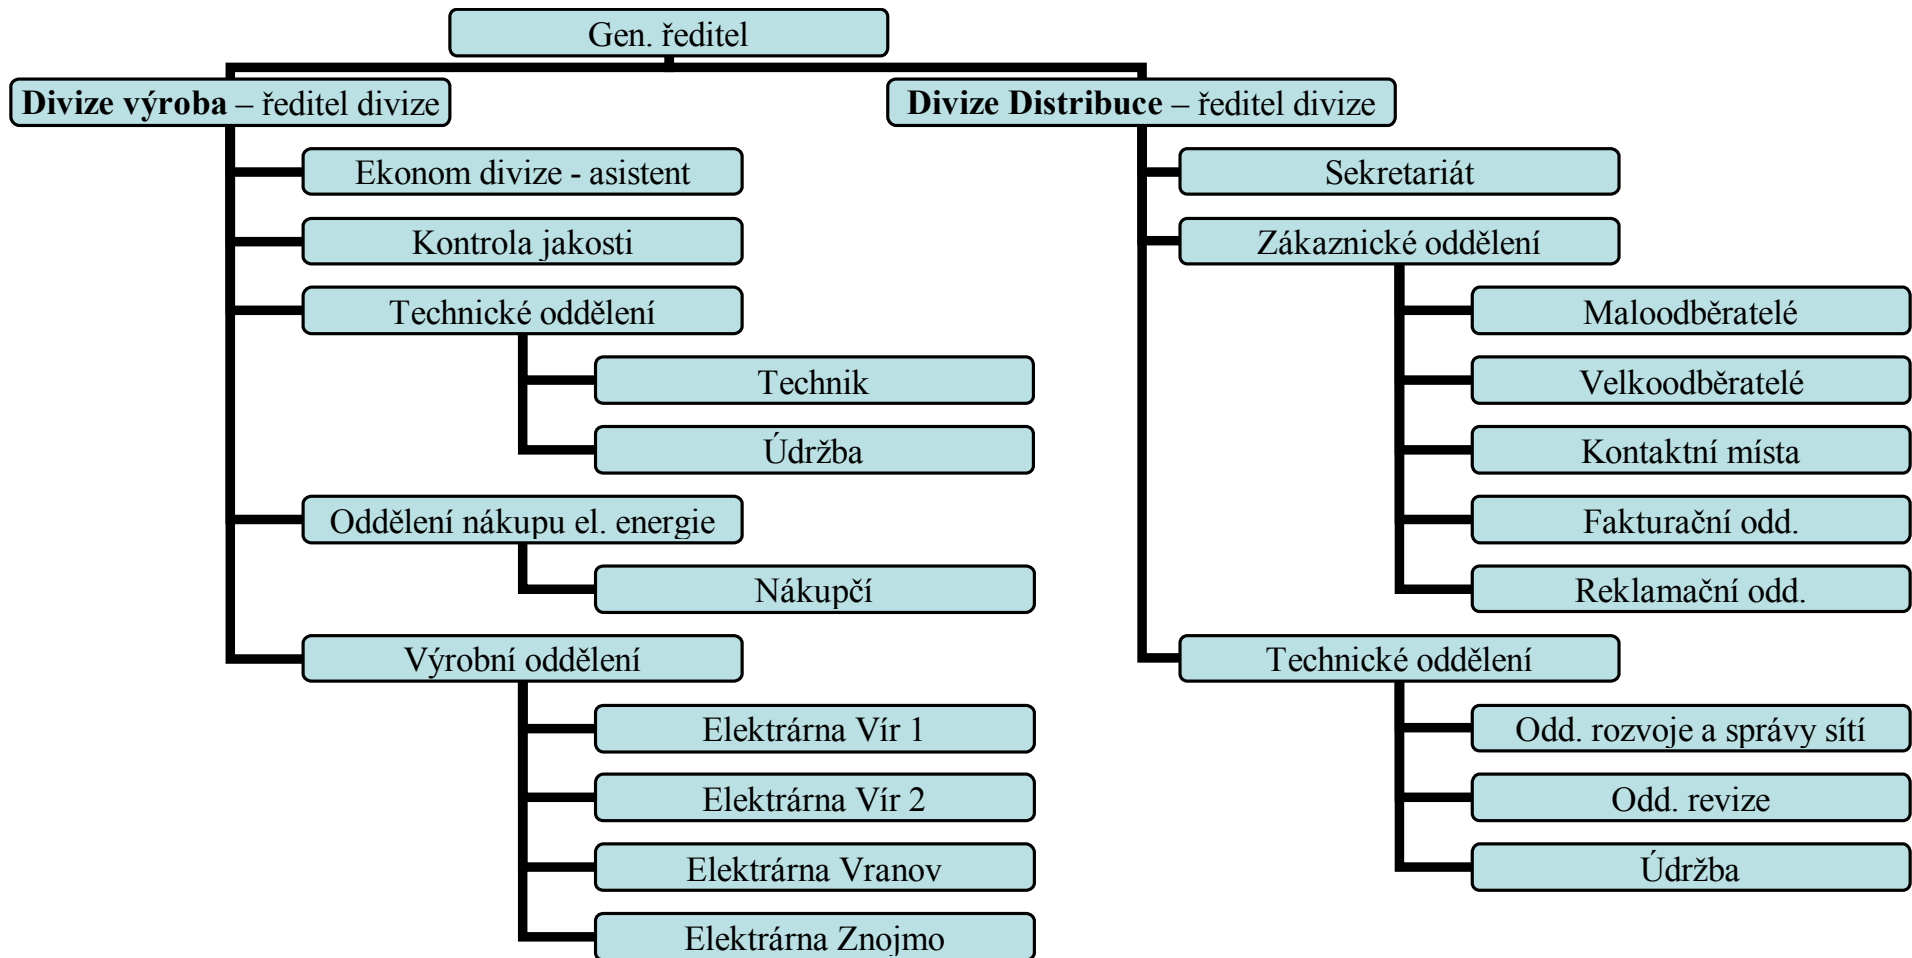 Gen. ředitel
Divize výroba – ředitel divize
Ekonom divize - asistent
Kontrola jakosti
Technické oddělení
Technik
Údržba
Oddělení nákupu el. energie
Nákupčí
Výrobní oddělení
Elektrárna Vír 1
Elektrárna Vír 2
Elektrárna Vranov
Elektrárna Znojmo
Divize Distribuce – ředitel divize
Sekretariát
Zákaznické oddělení
Maloodběratelé
Velkoodběratelé
Kontaktní místa
Fakturační odd.
Reklamační odd.
Technické oddělení
Odd. rozvoje a správy sítí
Odd. revize
Údržba